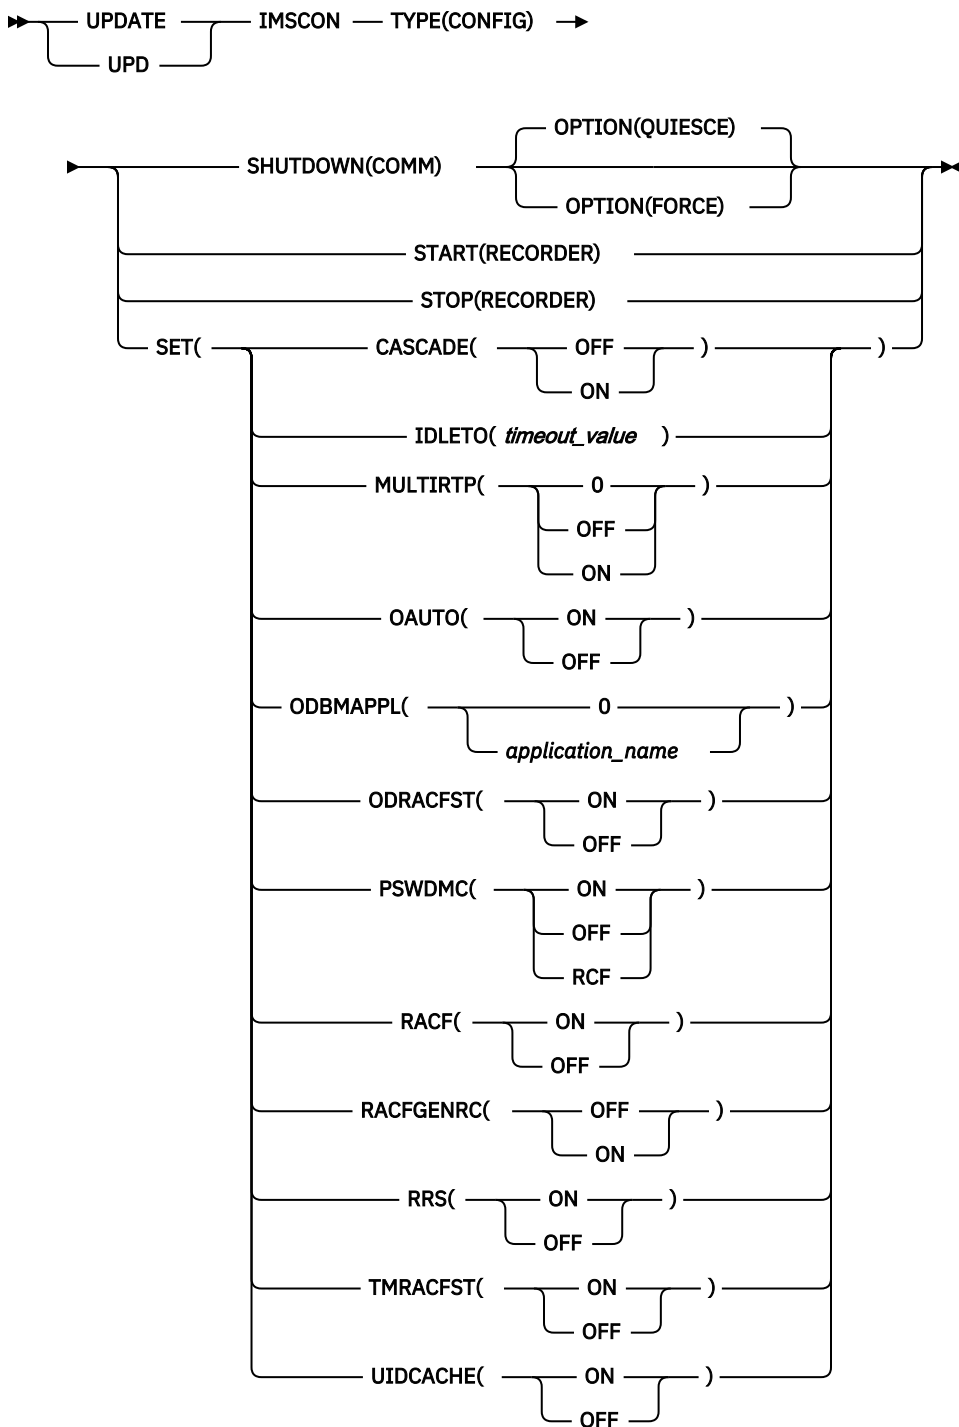 UPDATE IMSCON TYPE(CONFIG)
UPD
OPTION(QUIESCE)
SHUTDOWN(COMM)
OPTION(FORCE)
START(RECORDER)
STOP(RECORDER)
SET( CASCADE( OFF ) )
ON
IDLETO( timeout_value )
MULTIRTP( 0 )
OFF
ON
OAUTO( ON )
OFF
ODBMAPPL( 0 )
application_name
ODRACFST( ON )
OFF
PSWDMC( ON )
OFF
RCF
RACF( ON )
OFF
RACFGENRC( OFF )
ON
RRS( ON )
OFF
TMRACFST( ON )
OFF
UIDCACHE( ON )
OFF